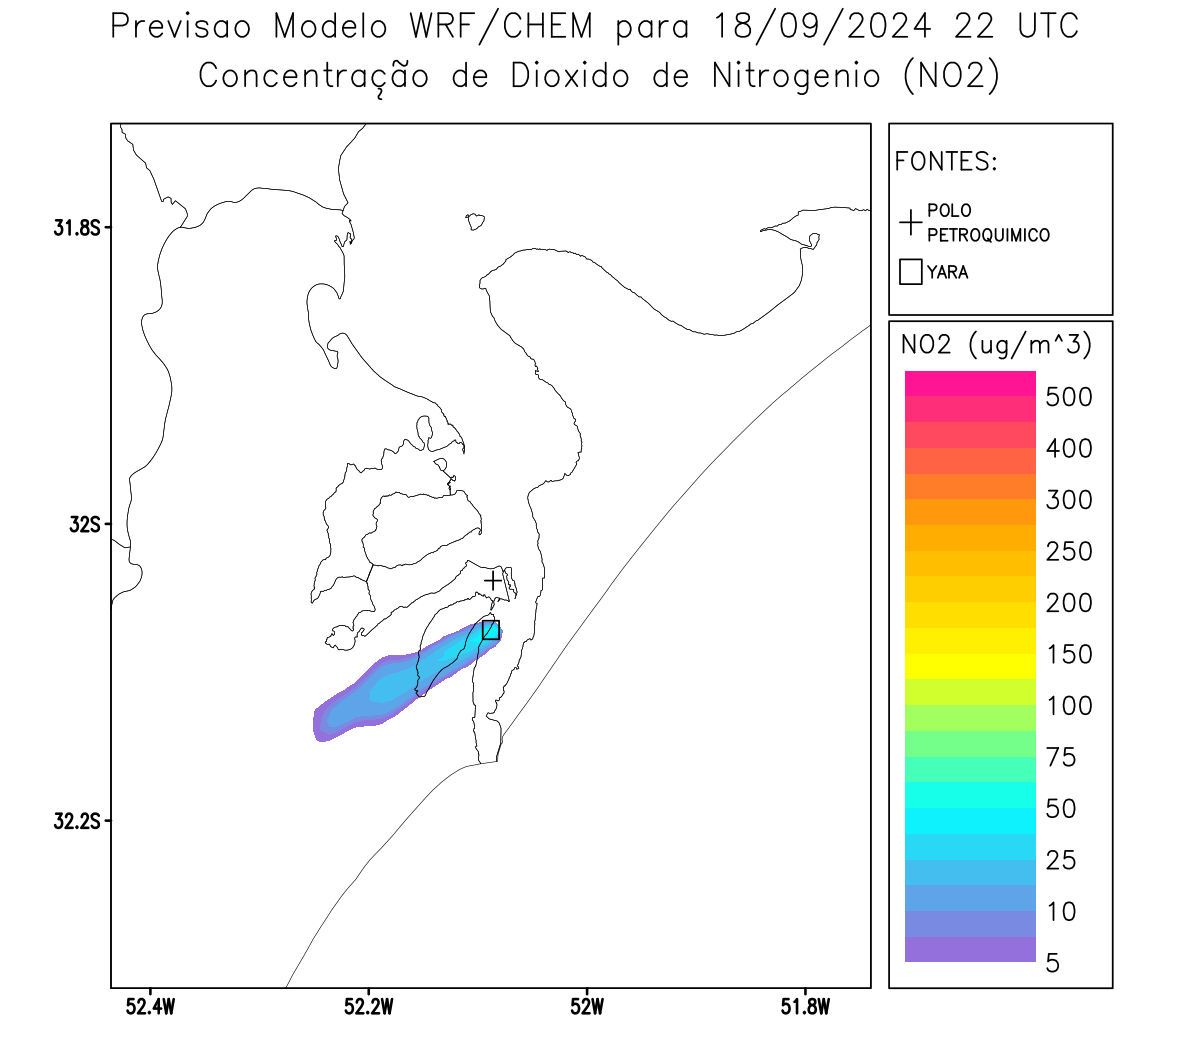 Previsao Modelo WRF/CHEM para 18/09/2024 22 UTC
Concentração de Dioxido de Nitrogenio (NO2)
FONTES:
POLO
PETROQUIMICO
YARA
NO2 (ug/m^3)
500
400
300
250
200
150
100
75
50
25
10
5
31.8S
32S
32.2S
52.4W
52.2W
52W
51.8W